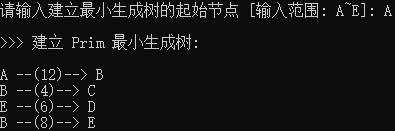 请输入建立最小生成树的起始节点 [输入范围: A~E]: A
>>> 建立 Prim 最小生成树:
A --(12)--> B
B --(4)--> C
E --(6)--> D
B --(8)--> E